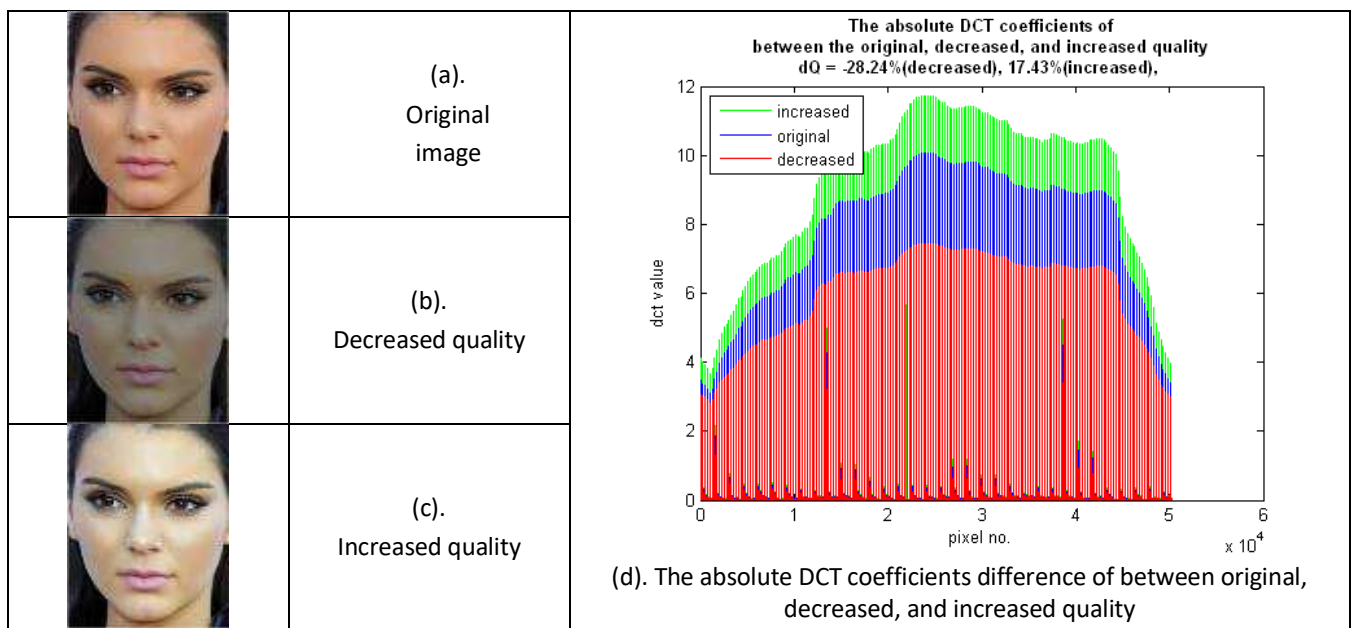 (a).
Original
image
(b).
Decreased quality
(c).
Increased quality
The absolute DCT coefficients of
between the original, decreased, and increased quality
dQ = -28.24%(decreased), 17.43%(increased),
12
10
8
6
4
2
0
dct value
increased
original
decreased
0 1 2 3 4 5 6
pixel no.
x 10^4
(d). The absolute DCT coefficients difference of between original,
decreased, and increased quality